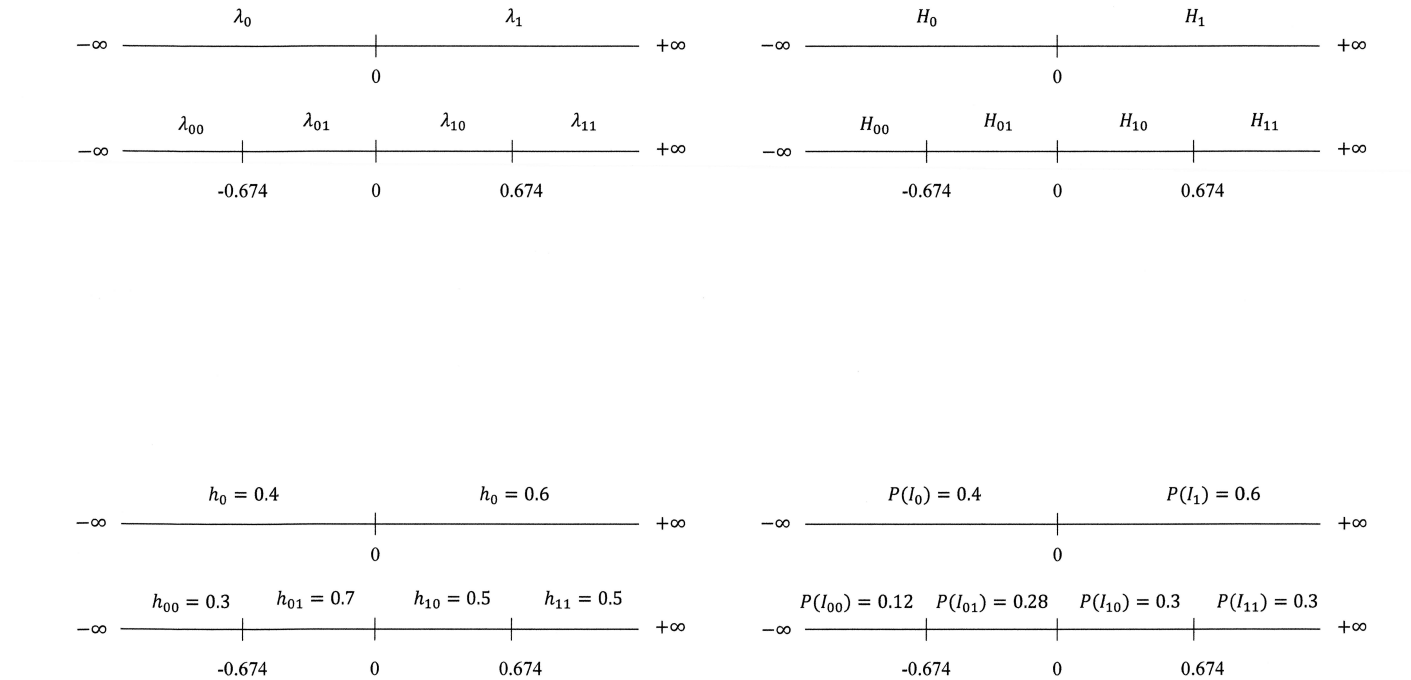 λ₀ λ₁ H₀ H₁
−∞ +∞ −∞ +∞
0 0
λ₀₀ λ₀₁ λ₁₀ λ₁₁ H₀₀ H₀₁ H₁₀ H₁₁
−∞ +∞ −∞ +∞
-0.674 0 0.674 -0.674 0 0.674
h₀ = 0.4 h₀ = 0.6 P(I₀) = 0.4 P(I₁) = 0.6
−∞ +∞ −∞ +∞
0 0
h₀₀ = 0.3 h₀₁ = 0.7 h₁₀ = 0.5 h₁₁ = 0.5 P(I₀₀) = 0.12 P(I₀₁) = 0.28 P(I₁₀) = 0.3 P(I₁₁) = 0.3
−∞ +∞ −∞ +∞
-0.674 0 0.674 -0.674 0 0.674